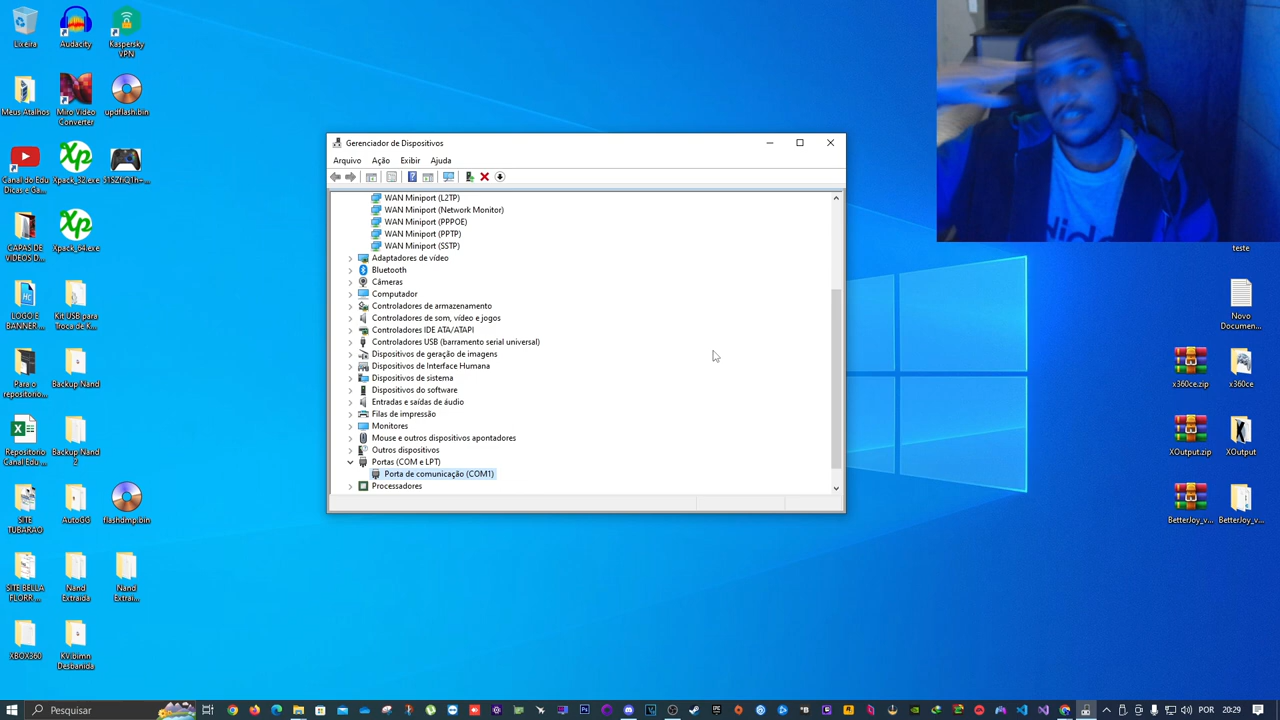 Lixeira
Audacity
Kaspersky
VPN
Meus Atalhos
Miro Video
Converter
updflash.bin
Canal do Edu
Dicas e Ga...
Xpack_32.exe
CAPAS DE
VIDEOS D...
Xpack_64.exe
LOGO E
BANNER ...
Kit USB para
Troca de K...
Para o
repositorio...
Backup Nand
Repositorio
Canal Edu ...
Backup Nand
2
SITE
TUBARAO
AutoGG
flashdmp.bin
SITE BELLA
FLORR ...
Nand
Extraida
Nand
Extrai...
XBOX360
KV.bimn
Desbanida
Gerenciador de Dispositivos
Arquivo Ação Exibir Ajuda
WAN Miniport (L2TP)
WAN Miniport (Network Monitor)
WAN Miniport (PPPOE)
WAN Miniport (PPTP)
WAN Miniport (SSTP)
Adaptadores de vídeo
Bluetooth
Câmeras
Computador
Controladores de armazenamento
Controladores de som, vídeo e jogos
Controladores IDE ATA/ATAPI
Controladores USB (barramento serial universal)
Dispositivos de geração de imagens
Dispositivos de Interface Humana
Dispositivos de sistema
Dispositivos do software
Entradas e saídas de áudio
Filas de impressão
Monitores
Mouse e outros dispositivos apontadores
Outros dispositivos
Portas (COM e LPT)
Porta de comunicação (COM1)
Processadores
teste
Novo
Documen...
x360ce.zip
x360ce
XOutput.zip
XOutput
BetterJoy_v...
BetterJoy_v...
Pesquisar
POR
20:29